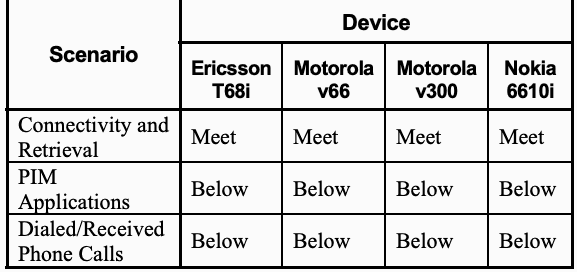 Scenario
Device
Ericsson T68i
Motorola v66
Motorola v300
Nokia 6610i
Connectivity and Retrieval
Meet
Meet
Meet
Meet
PIM Applications
Below
Below
Below
Below
Dialed/Received Phone Calls
Below
Below
Below
Below